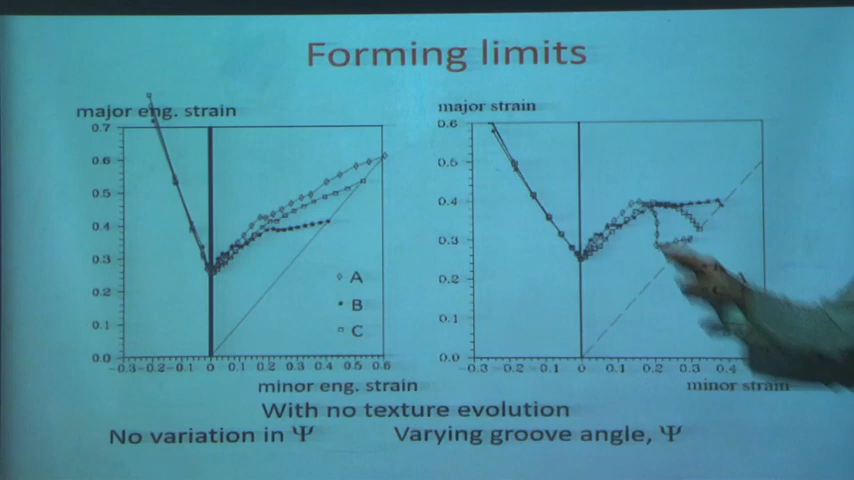 Forming limits
major eng. strain
0.7
0.6
0.5
0.4
0.3
0.2
0.1
0.0
-0.3 -0.2 -0.1 0 0.1 0.2 0.3 0.4 0.5 0.6
A
B
C
minor eng. strain
major strain
0.6
0.5
0.4
0.3
0.2
0.1
0.0
-0.3 -0.2 -0.1 0 0.1 0.2 0.3 0.4
minor strain
With no texture evolution
No variation in Ψ
Varying groove angle, Ψ